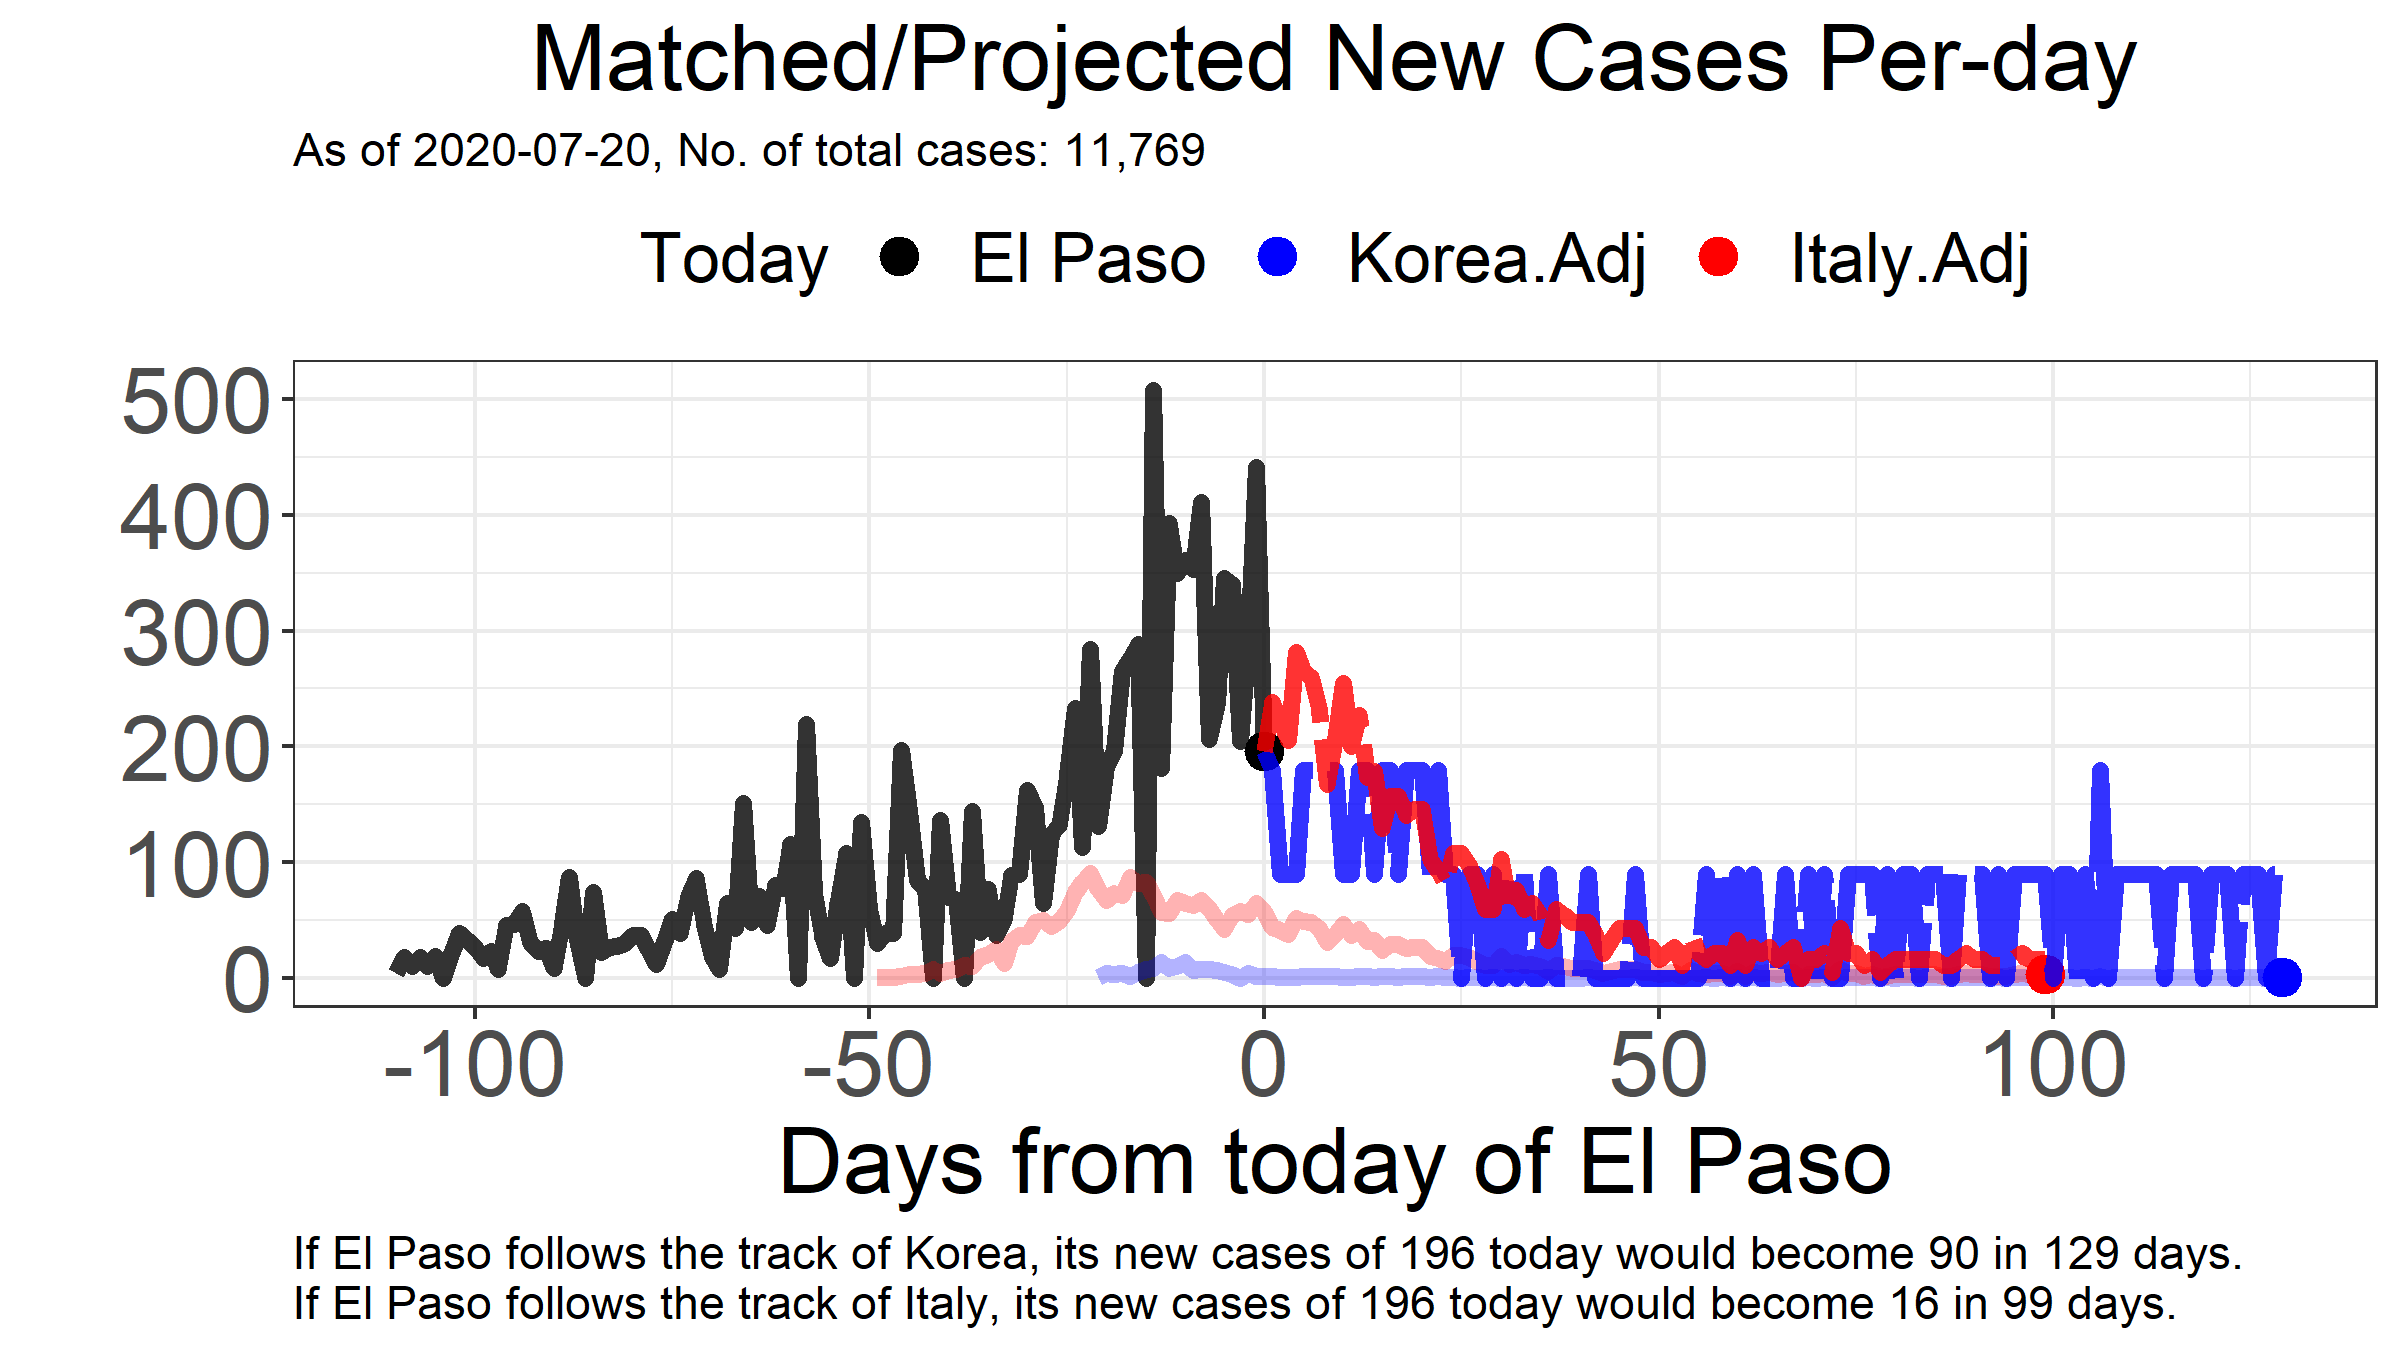 Matched/Projected New Cases Per-day
As of 2020-07-20, No. of total cases: 11,769
Today El Paso Korea.Adj Italy.Adj
500
400
300
200
100
0
-100 -50 0 50 100
Days from today of El Paso
If El Paso follows the track of Korea, its new cases of 196 today would become 90 in 129 days.
If El Paso follows the track of Italy, its new cases of 196 today would become 16 in 99 days.